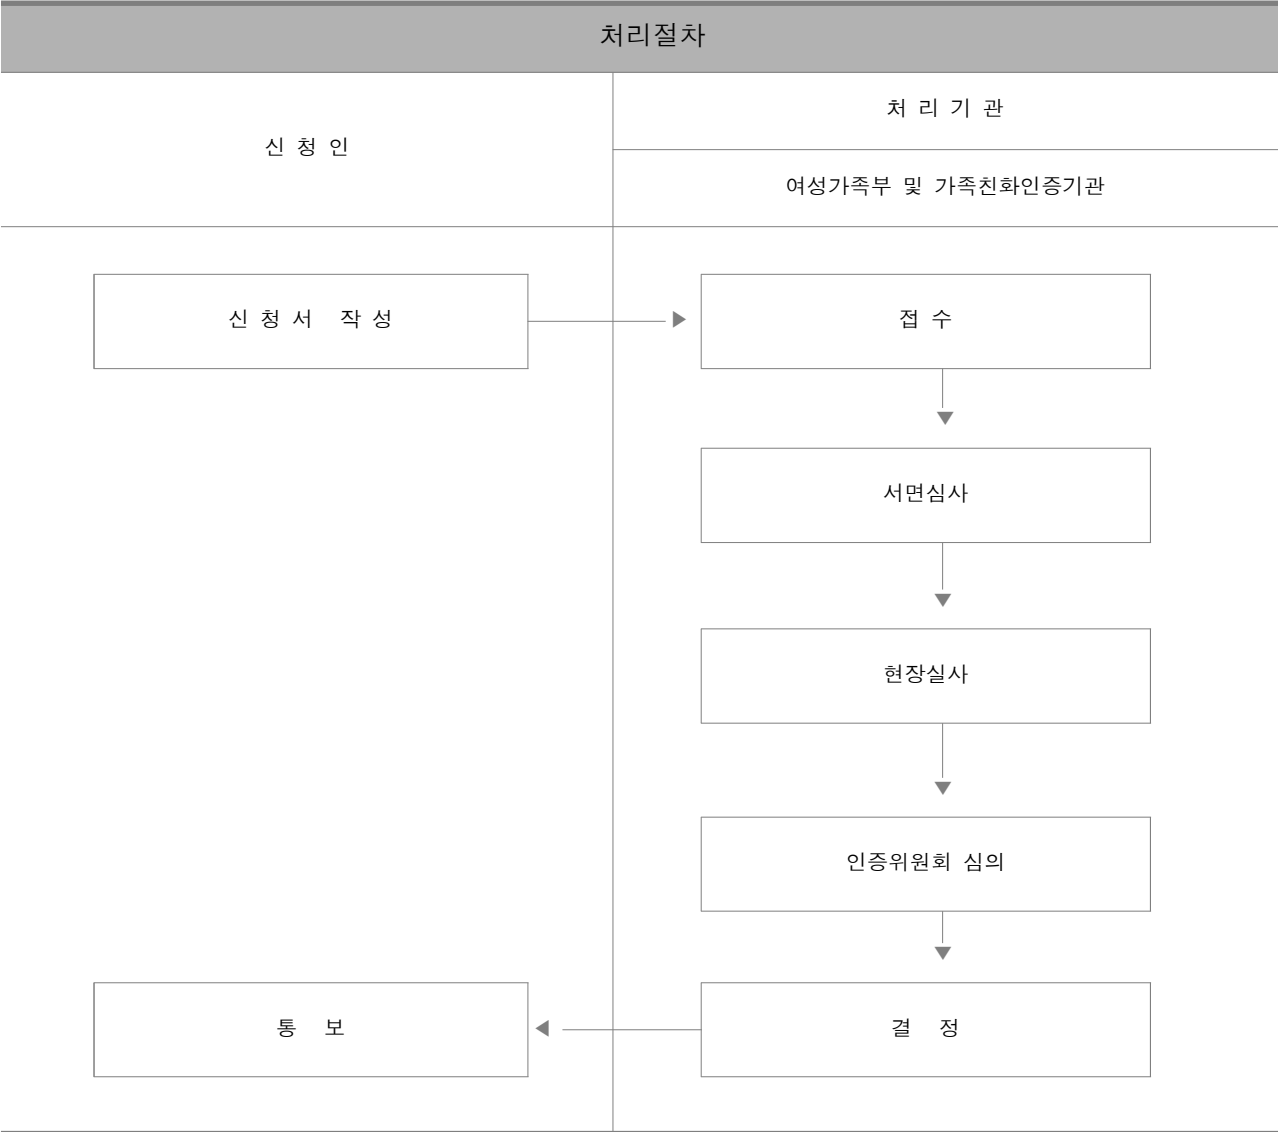 처리절차
신 청 인
처 리 기 관
여성가족부 및 가족친화인증기관
신 청 서 작 성
접 수
서면심사
현장실사
인증위원회 심의
결 정
통 보